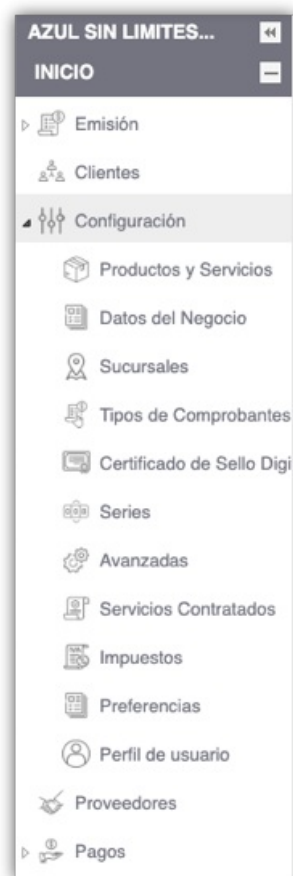 AZUL SIN LIMITES...
INICIO
Emisión
Clientes
Configuración
Productos y Servicios
Datos del Negocio
Sucursales
Tipos de Comprobantes
Certificado de Sello Digi
Series
Avanzadas
Servicios Contratados
Impuestos
Preferencias
Perfil de usuario
Proveedores
Pagos